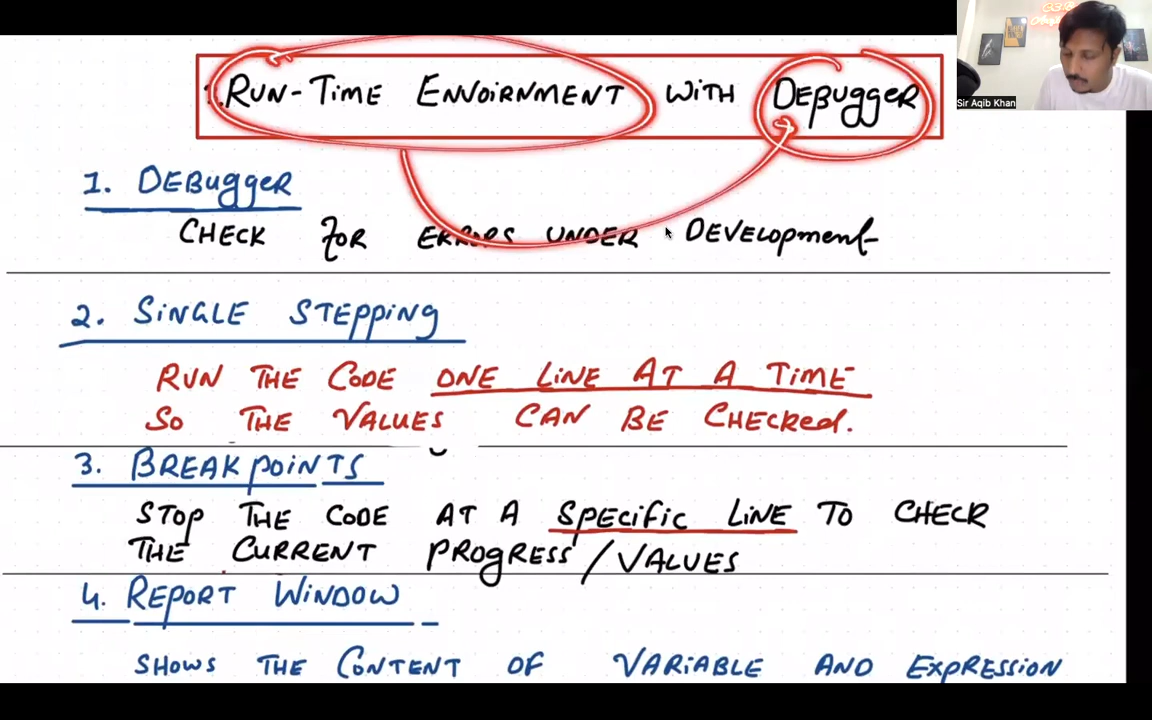 RUN-TIME ENVOIRNMENT WITH DEBUGGER
Sir Aqib Khan
1. DEBUGGER
CHECK FOR ERRORS UNDER DEVELOPMENT
2. SINGLE STEPPING
RUN THE CODE ONE LINE AT A TIME
SO THE VALUES CAN BE CHECKED.
3. BREAKPOINTS
STOP THE CODE AT A SPECIFIC LINE TO CHECK
THE CURRENT PROGRESS/VALUES
4. REPORT WINDOW
SHOWS THE CONTENT OF VARIABLE AND EXPRESSION